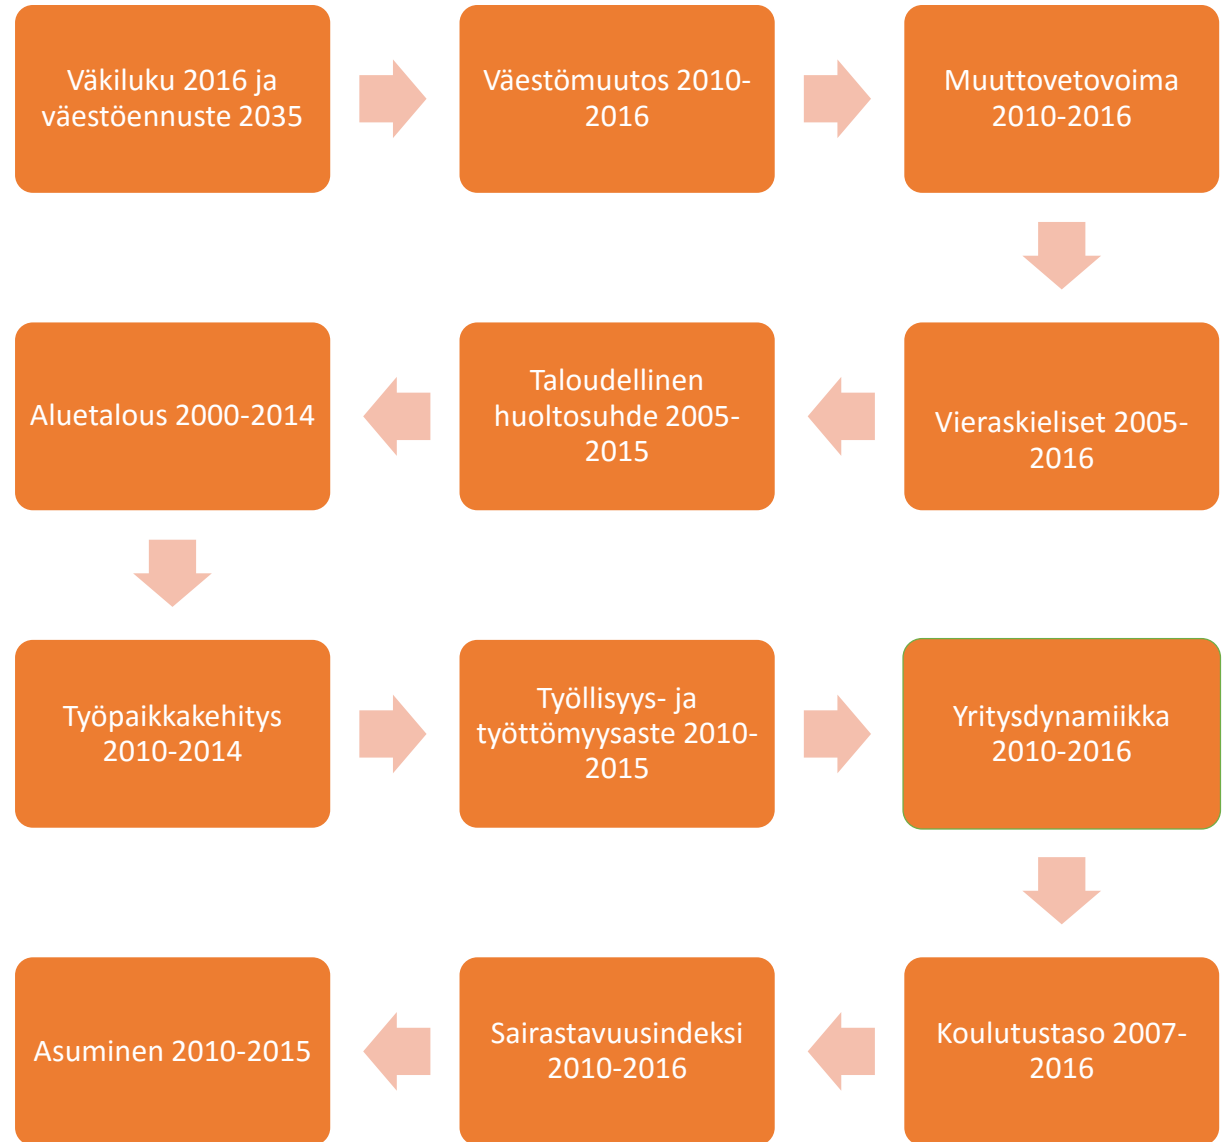 Väkiluku 2016 ja
väestöennuste 2035
Väestömuutos 2010-
2016
Muuttovetovoima
2010-2016
Vieraskieliset 2005-
2016
Taloudellinen
huoltosuhde 2005-
2015
Aluetalous 2000-2014
Työpaikkakehitys
2010-2014
Työllisyys- ja
työttömyysaste 2010-
2015
Yritysdynamiikka
2010-2016
Koulutustaso 2007-
2016
Sairastavuusindeksi
2010-2016
Asuminen 2010-2015